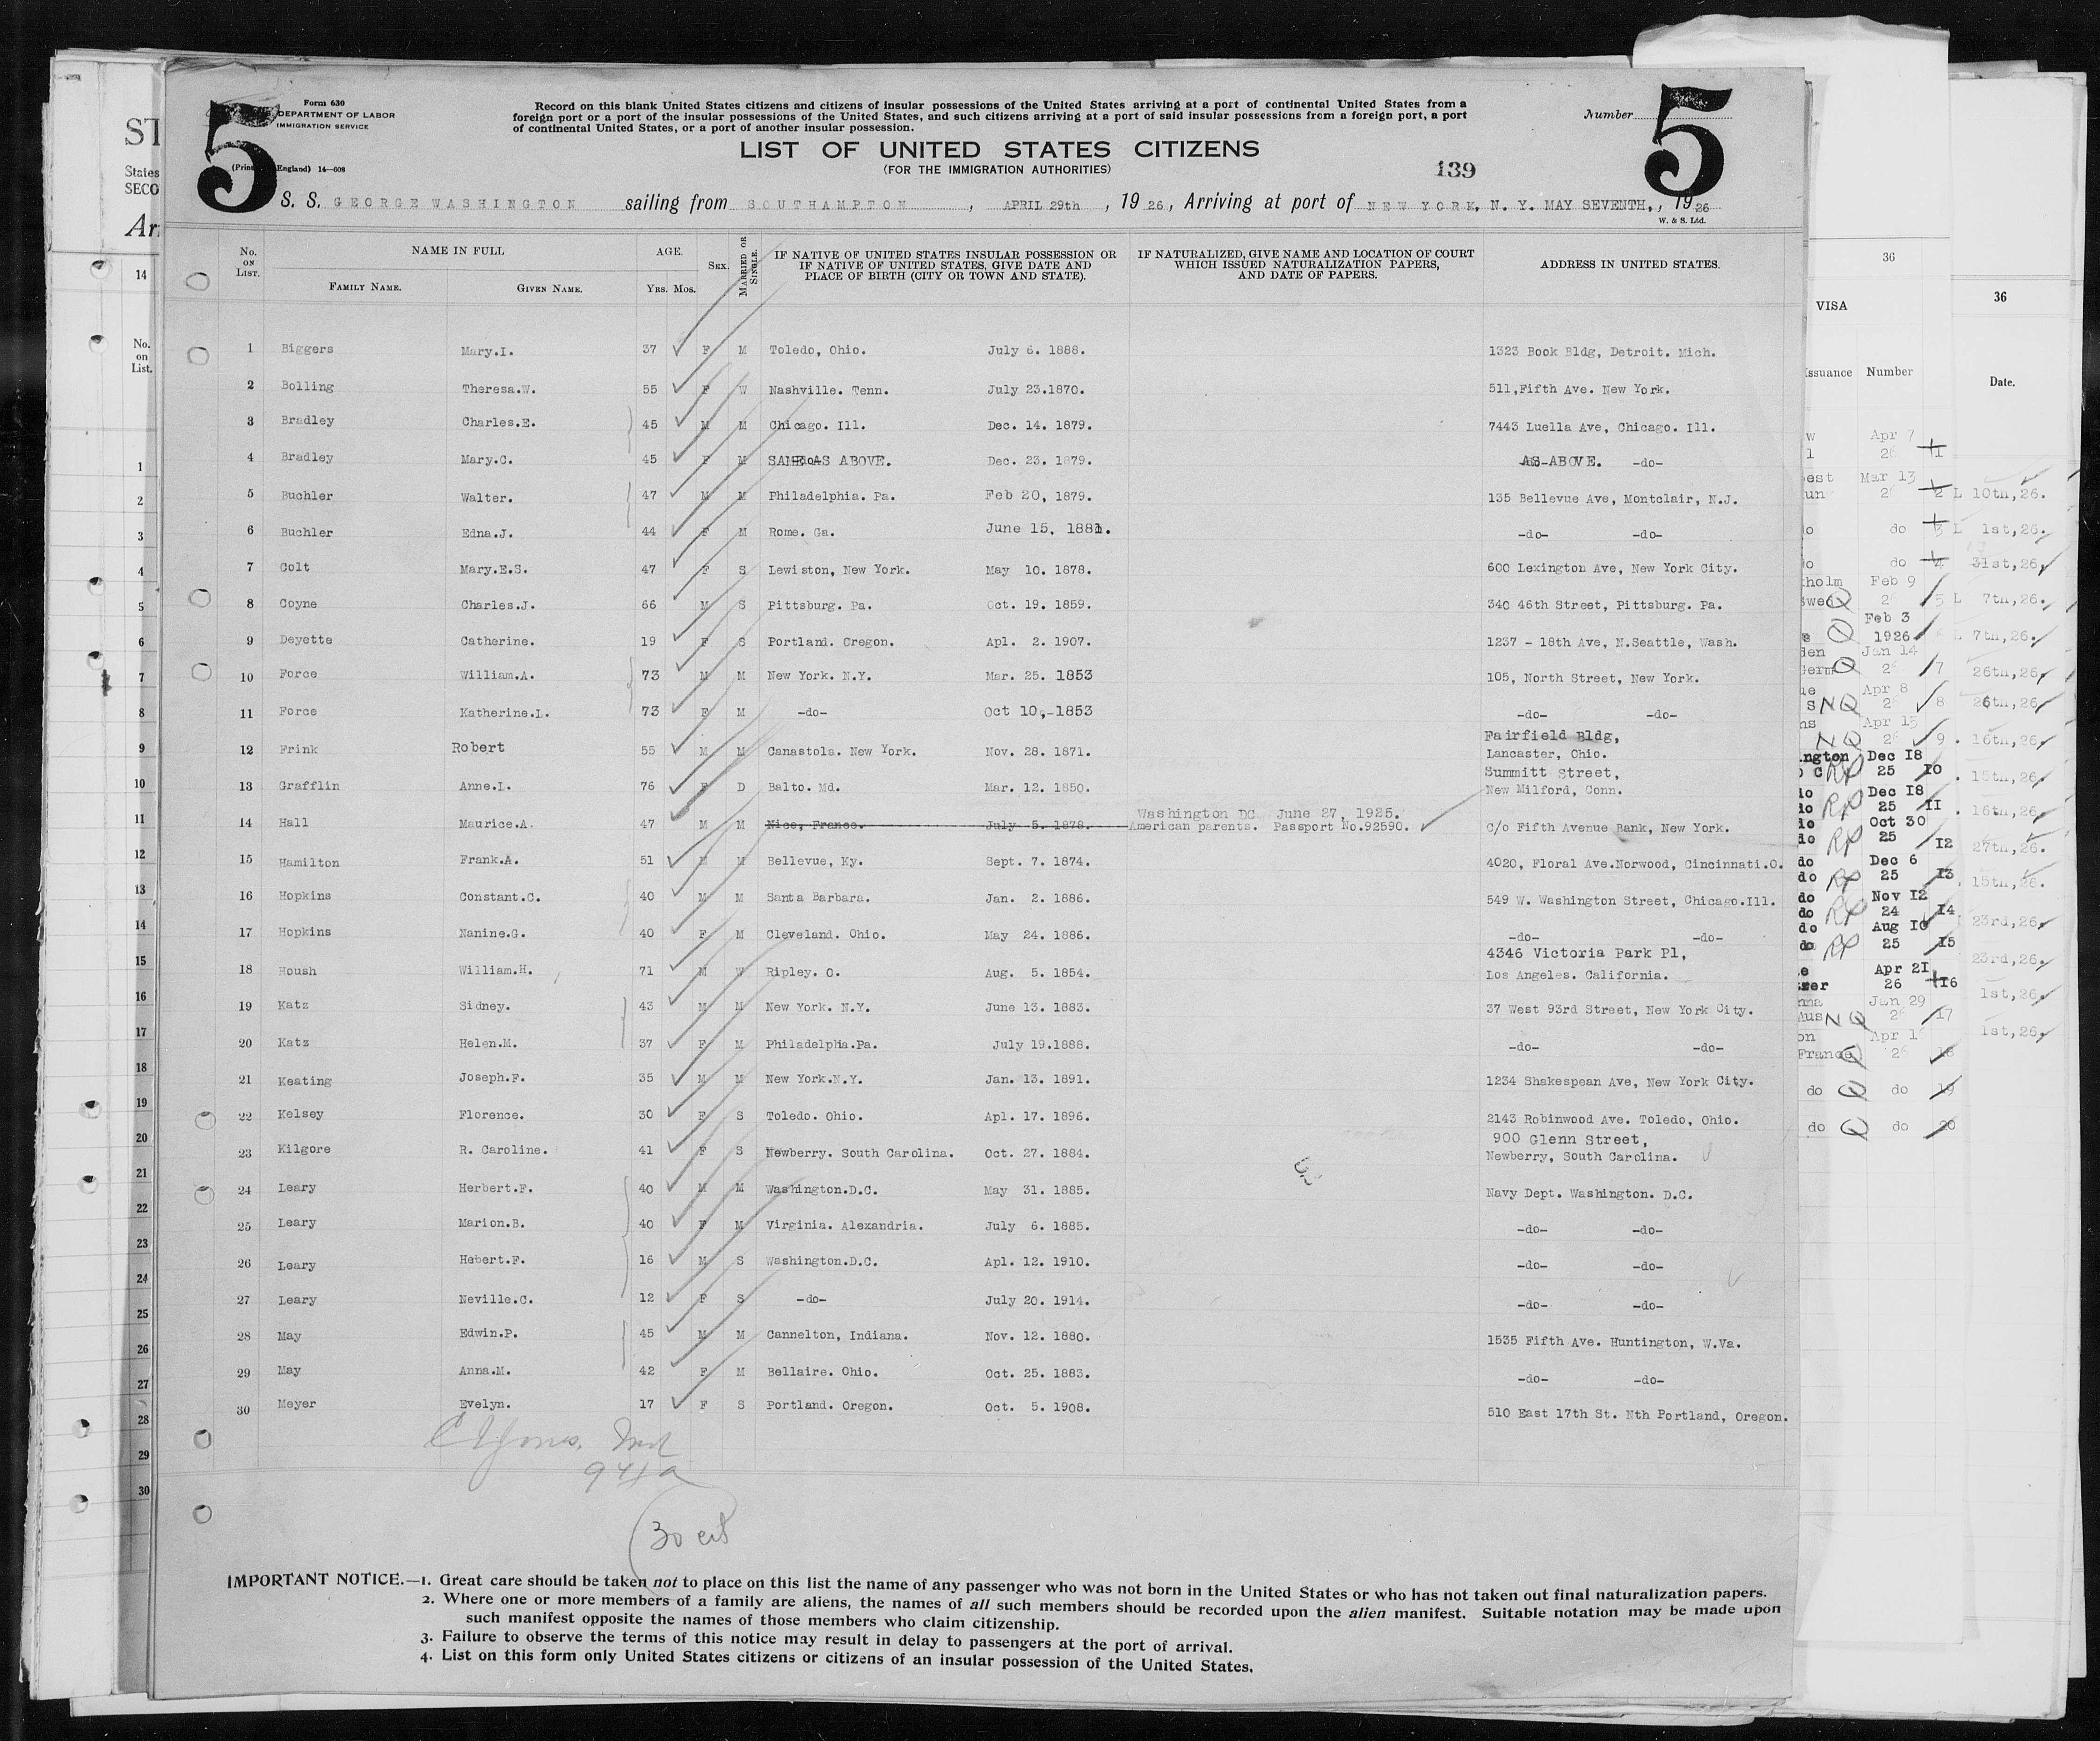 5
Form 630
DEPARTMENT OF LABOR
IMMIGRATION SERVICE
England) 14—608
Record on this blank United States citizens and citizens of insular possessions of the United States arriving at a port of continental United States from a
foreign port or a port of the insular possessions of the United States, and such citizens arriving at a port of said insular possessions from a foreign port, a port
of continental United States, or a port of another insular possession.
Number
5
LIST OF UNITED STATES CITIZENS
(FOR THE IMMIGRATION AUTHORITIES)
139
S. S. GEORGE WASHINGTON sailing from SOUTHAMPTON, APRIL 29th, 1926, Arriving at port of NEW YORK, N. Y. MAY SEVENTH,, 1926
W. & S. Ltd.
No. on List. NAME IN FULL AGE. Sex. Married or Single. IF NATIVE OF UNITED STATES INSULAR POSSESSION OR IF NATIVE OF UNITED STATES, GIVE DATE AND PLACE OF BIRTH (CITY OR TOWN AND STATE). IF NATURALIZED, GIVE NAME AND LOCATION OF COURT WHICH ISSUED NATURALIZATION PAPERS, AND DATE OF PAPERS. ADDRESS IN UNITED STATES.
Family Name. Given Name. Yrs. Mos.
1 Biggers Mary.I. 37 F M Toledo, Ohio. July 6. 1888. 1323 Book Bldg, Detroit. Mich.
2 Bolling Theresa.W. 55 F W Nashville. Tenn. July 23.1870. 511,Fifth Ave. New York.
3 Bradley Charles.E. 45 M M Chicago. Ill. Dec. 14. 1879. 7443 Luella Ave, Chicago. Ill.
4 Bradley Mary.C. 45 F M SAME AS ABOVE. Dec. 23. 1879. AS ABOVE. -do-
5 Buchler Walter. 47 M M Philadelphia. Pa. Feb 20, 1879. 135 Bellevue Ave, Montclair, N.J.
6 Buchler Edna.J. 44 F M Rome. Ga. June 15, 1881. -do- -do-
7 Colt Mary.E.S. 47 F S Lewiston, New York. May 10. 1878. 600 Lexington Ave, New York City.
8 Coyne Charles.J. 66 M S Pittsburg. Pa. Oct. 19. 1859. 340 46th Street, Pittsburg. Pa.
9 Deyette Catherine. 19 F S Portland. Oregon. Apl. 2. 1907. 1237 - 18th Ave, N.Seattle, Wash.
10 Force William.A. 73 M M New York. N.Y. Mar. 25. 1853 105, North Street, New York.
11 Force Katherine.L. 73 F M -do- Oct 10,-1853 -do- -do-
12 Frink Robert 55 M M Canastola. New York. Nov. 28. 1871. Fairfield Bldg,
Lancaster, Ohio.
13 Grafflin Anne.L. 76 F D Balto. Md. Mar. 12. 1850. Summitt Street,
New Milford, Conn.
14 Hall Maurice.A. 47 M M Nice, France. July 5. 1878. Washington DC June 27, 1925.
American parents. Passport No.92590. C/o Fifth Avenue Bank, New York.
15 Hamilton Frank.A. 51 M M Bellevue, Ky. Sept. 7. 1874. 4020, Floral Ave.Norwood, Cincinnati.O.
16 Hopkins Constant.C. 40 M M Santa Barbara. Jan. 2. 1886. 549 W. Washington Street, Chicago.Ill.
17 Hopkins Nanine.G. 40 F M Cleveland. Ohio. May 24. 1886. -do- -do-
18 Housh William.H. 71 M W Ripley. O. Aug. 5. 1854. 4346 Victoria Park Pl,
Los Angeles. California.
19 Katz Sidney. 43 M M New York. N.Y. June 13. 1883. 37 West 93rd Street, New York City.
20 Katz Helen.M. 37 F M Philadelphia.Pa. July 19.1888. -do- -do-
21 Keating Joseph.F. 35 M M New York.N.Y. Jan. 13. 1891. 1234 Shakespean Ave, New York City.
22 Kelsey Florence. 30 F S Toledo. Ohio. Apl. 17. 1896. 2143 Robinwood Ave. Toledo, Ohio.
23 Kilgore R. Caroline. 41 F S Newberry. South Carolina. Oct. 27. 1884. 900 Glenn Street,
Newberry, South Carolina.
24 Leary Herbert.F. 40 M M Washington.D.C. May 31. 1885. Navy Dept. Washington. D.C.
25 Leary Marion.B. 40 F M Virginia. Alexandria. July 6. 1885. -do- -do-
26 Leary Hebert.F. 16 M S Washington.D.C. Apl. 12. 1910. -do- -do-
27 Leary Neville.C. 12 F S -do- July 20. 1914. -do- -do-
28 May Edwin.P. 45 M M Cannelton, Indiana. Nov. 12. 1880. 1535 Fifth Ave. Huntington, W.Va.
29 May Anna.M. 42 F M Bellaire. Ohio. Oct. 25. 1883. -do- -do-
30 Meyer Evelyn. 17 F S Portland. Oregon. Oct. 5. 1908. 510 East 17th St. Nth Portland, Oregon.
30 cit
IMPORTANT NOTICE.—1. Great care should be taken not to place on this list the name of any passenger who was not born in the United States or who has not taken out final naturalization papers.
2. Where one or more members of a family are aliens, the names of all such members should be recorded upon the alien manifest. Suitable notation may be made upon
such manifest opposite the names of those members who claim citizenship.
3. Failure to observe the terms of this notice may result in delay to passengers at the port of arrival.
4. List on this form only United States citizens or citizens of an insular possession of the United States.
36
VISA
Issuance Number
36
Date.